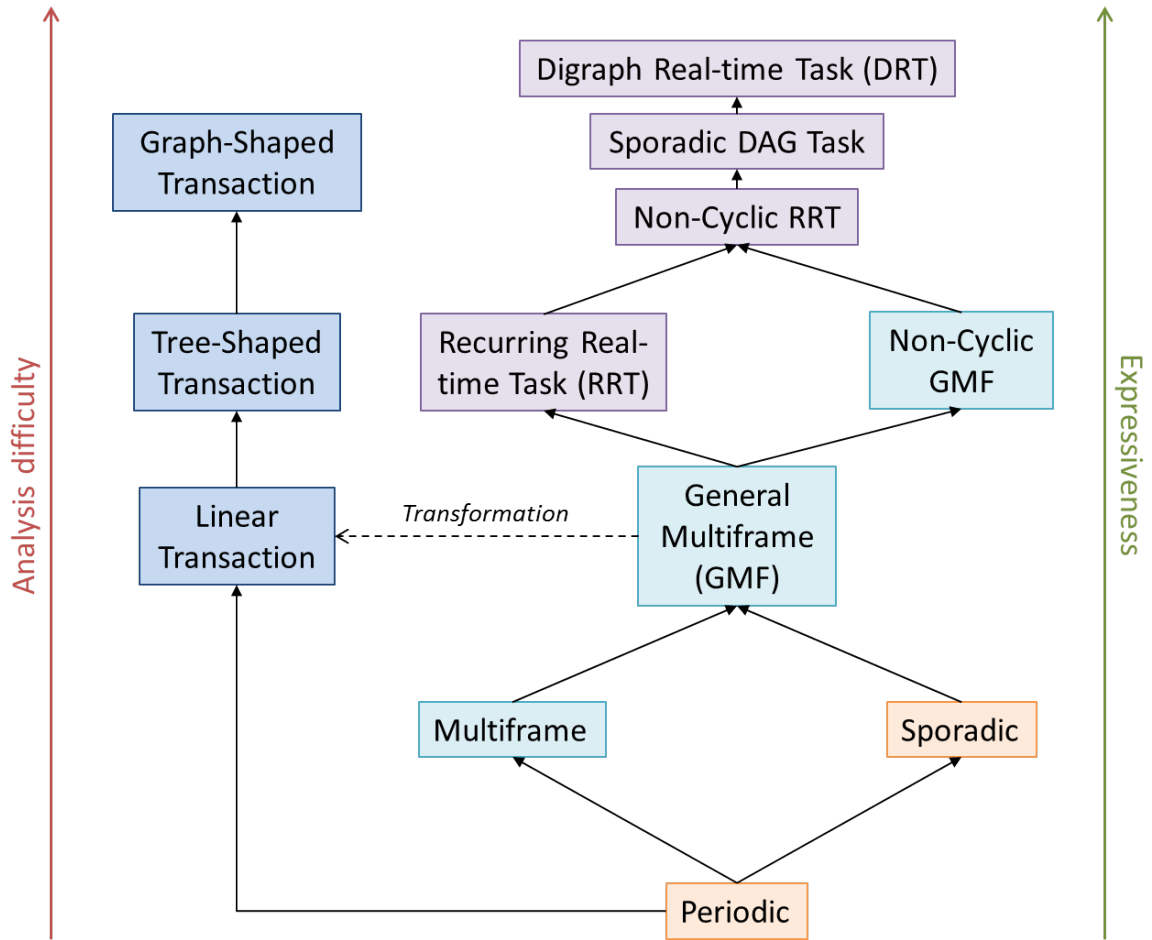 Digraph Real-time Task (DRT)
Graph-Shaped
Transaction
Sporadic DAG Task
Non-Cyclic RRT
Tree-Shaped
Transaction
Recurring Real-
time Task (RRT)
Non-Cyclic
GMF
Analysis difficulty
Expressiveness
Linear
Transaction
Transformation
General
Multiframe
(GMF)
Multiframe
Sporadic
Periodic